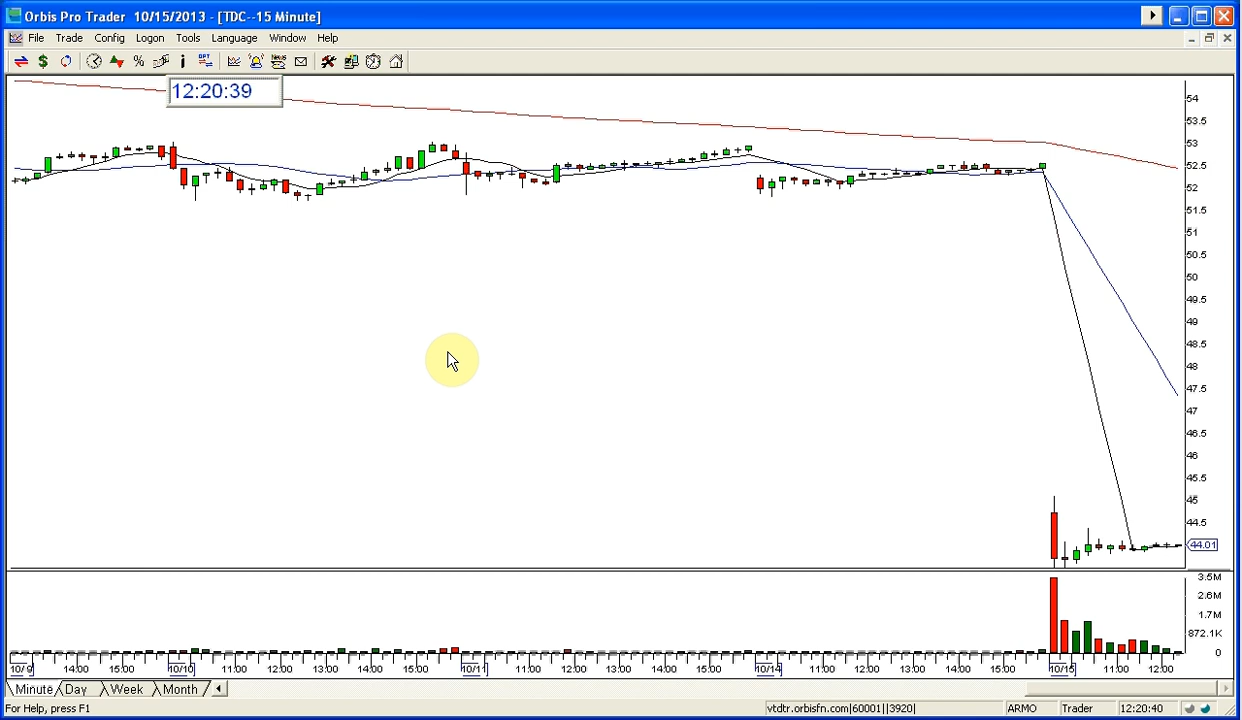 Orbis Pro Trader 10/15/2013 - [TDC--15 Minute]
File Trade Config Logon Tools Language Window Help
12:20:39
54
53.5
53
52.5
52
51.5
51
50.5
50
49.5
49
48.5
48
47.5
47
46.5
46
45.5
45
44.5
44.01
3.5M
2.6M
1.7M
872.1K
0
10/9 14:00 15:00 10/10 11:00 12:00 13:00 14:00 15:00 10/11 11:00 12:00 13:00 14:00 15:00 10/14 11:00 12:00 13:00 14:00 15:00 10/15 11:00 12:00
Minute Day Week Month
For Help, press F1 vtdtr.orbisfn.com|60001||3920| ARMO Trader 12:20:40